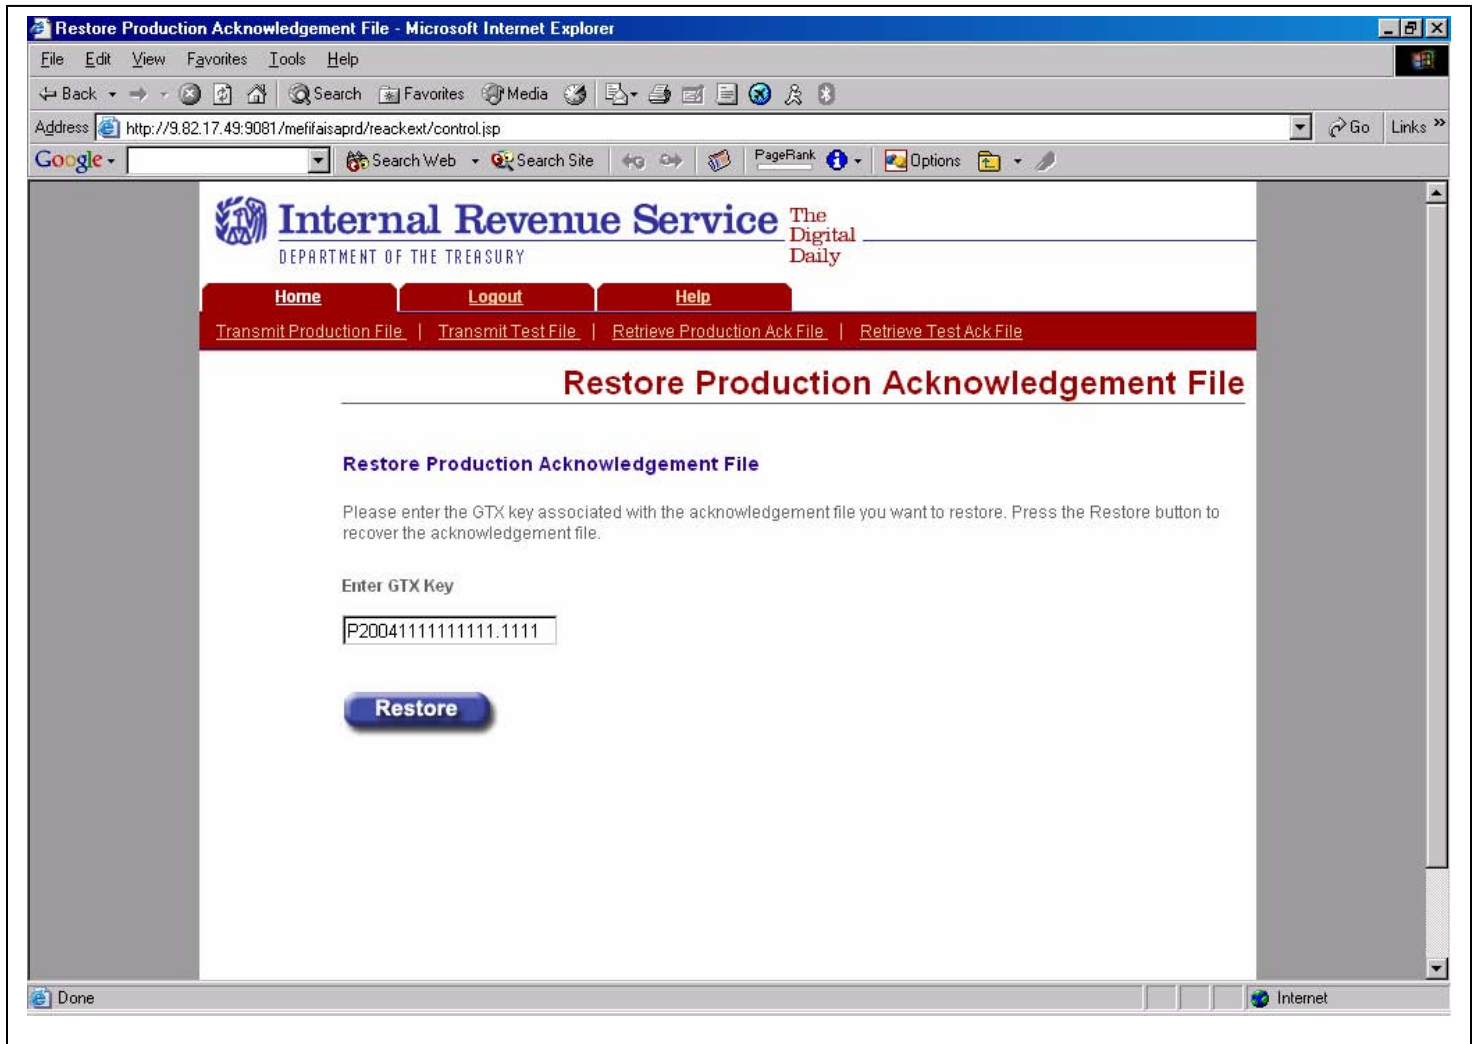 Restore Production Acknowledgement File - Microsoft Internet Explorer
File Edit View Favorites Tools Help
Back Search Favorites Media
Address http://9.82.17.49:9081/mefifaisaprd/reackext/control.jsp Go Links »
Google Search Web Search Site PageRank Options
Internal Revenue Service The
Digital
DEPARTMENT OF THE TREASURY Daily
Home Logout Help
Transmit Production File | Transmit Test File | Retrieve Production Ack File | Retrieve Test Ack File
Restore Production Acknowledgement File
Restore Production Acknowledgement File
Please enter the GTX key associated with the acknowledgement file you want to restore. Press the Restore button to
recover the acknowledgement file.
Enter GTX Key
P20041111111111.1111
Restore
Done Internet